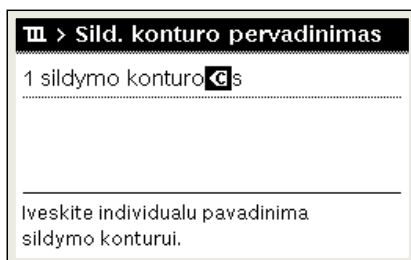 > Sild. konturo pervadinimas
1 sildymo konturo C s
Iveskite individualu pavadinima
sildymo konturui.